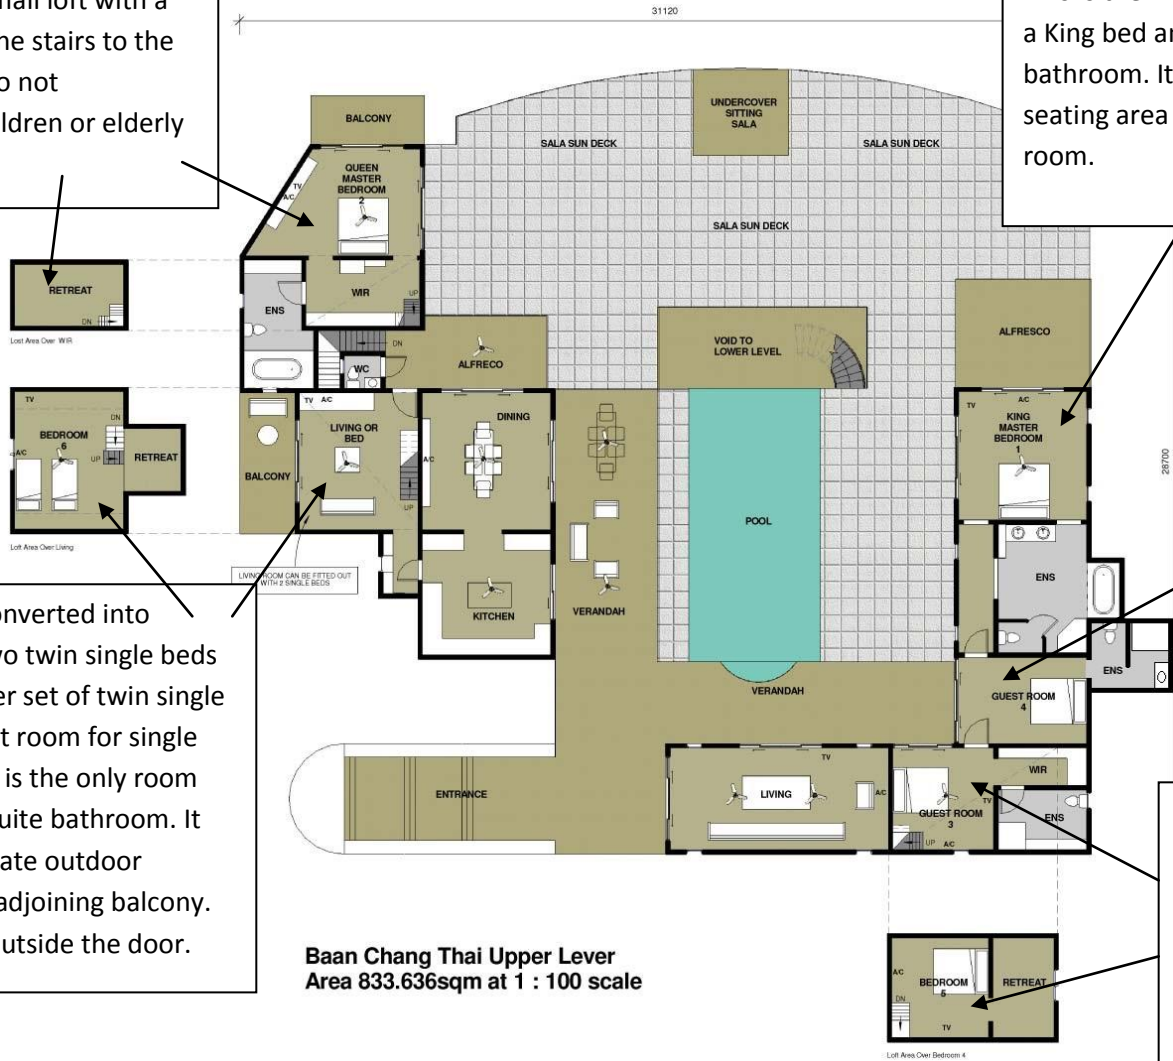 mall loft with a
he stairs to the
o not
ildren or elderly
31120
a King bed an
bathroom. It
seating area
room.
BALCONY
UNDERCOVER
SITTING
SALA
SALA SUN DECK
SALA SUN DECK
QUEEN
MASTER
BEDROOM
2
TV
A/C
SALA SUN DECK
RETREAT
DN
Lost Area Over WIR
ENS
WIR
UP
DN
WC
ALFRECO
VOID TO
LOWER LEVEL
ALFRESCO
TV
DN
BEDROOM
6
A/C
UP
RETREAT
Loft Area Over Living
BALCONY
TV A/C
LIVING OR
BED
UP
A/C
DINING
TV
A/C
KING
MASTER
BEDROOM
1
28700
POOL
LIVING ROOM CAN BE FITTED OUT
WITH 2 SINGLE BEDS
KITCHEN
VERANDAH
ENS
onverted into
wo twin single beds
er set of twin single
t room for single
is the only room
uite bathroom. It
ate outdoor
adjoining balcony.
outside the door.
VERANDAH
GUEST ROOM
4
ENS
ENTRANCE
LIVING
TV
A/C
GUEST ROOM
3
UP
A/C
TV
WIR
ENS
Baan Chang Thai Upper Lever
Area 833.636sqm at 1 : 100 scale
A/C
BEDROOM
5
DN
TV
RETREAT
Loft Area Over Bedroom 4